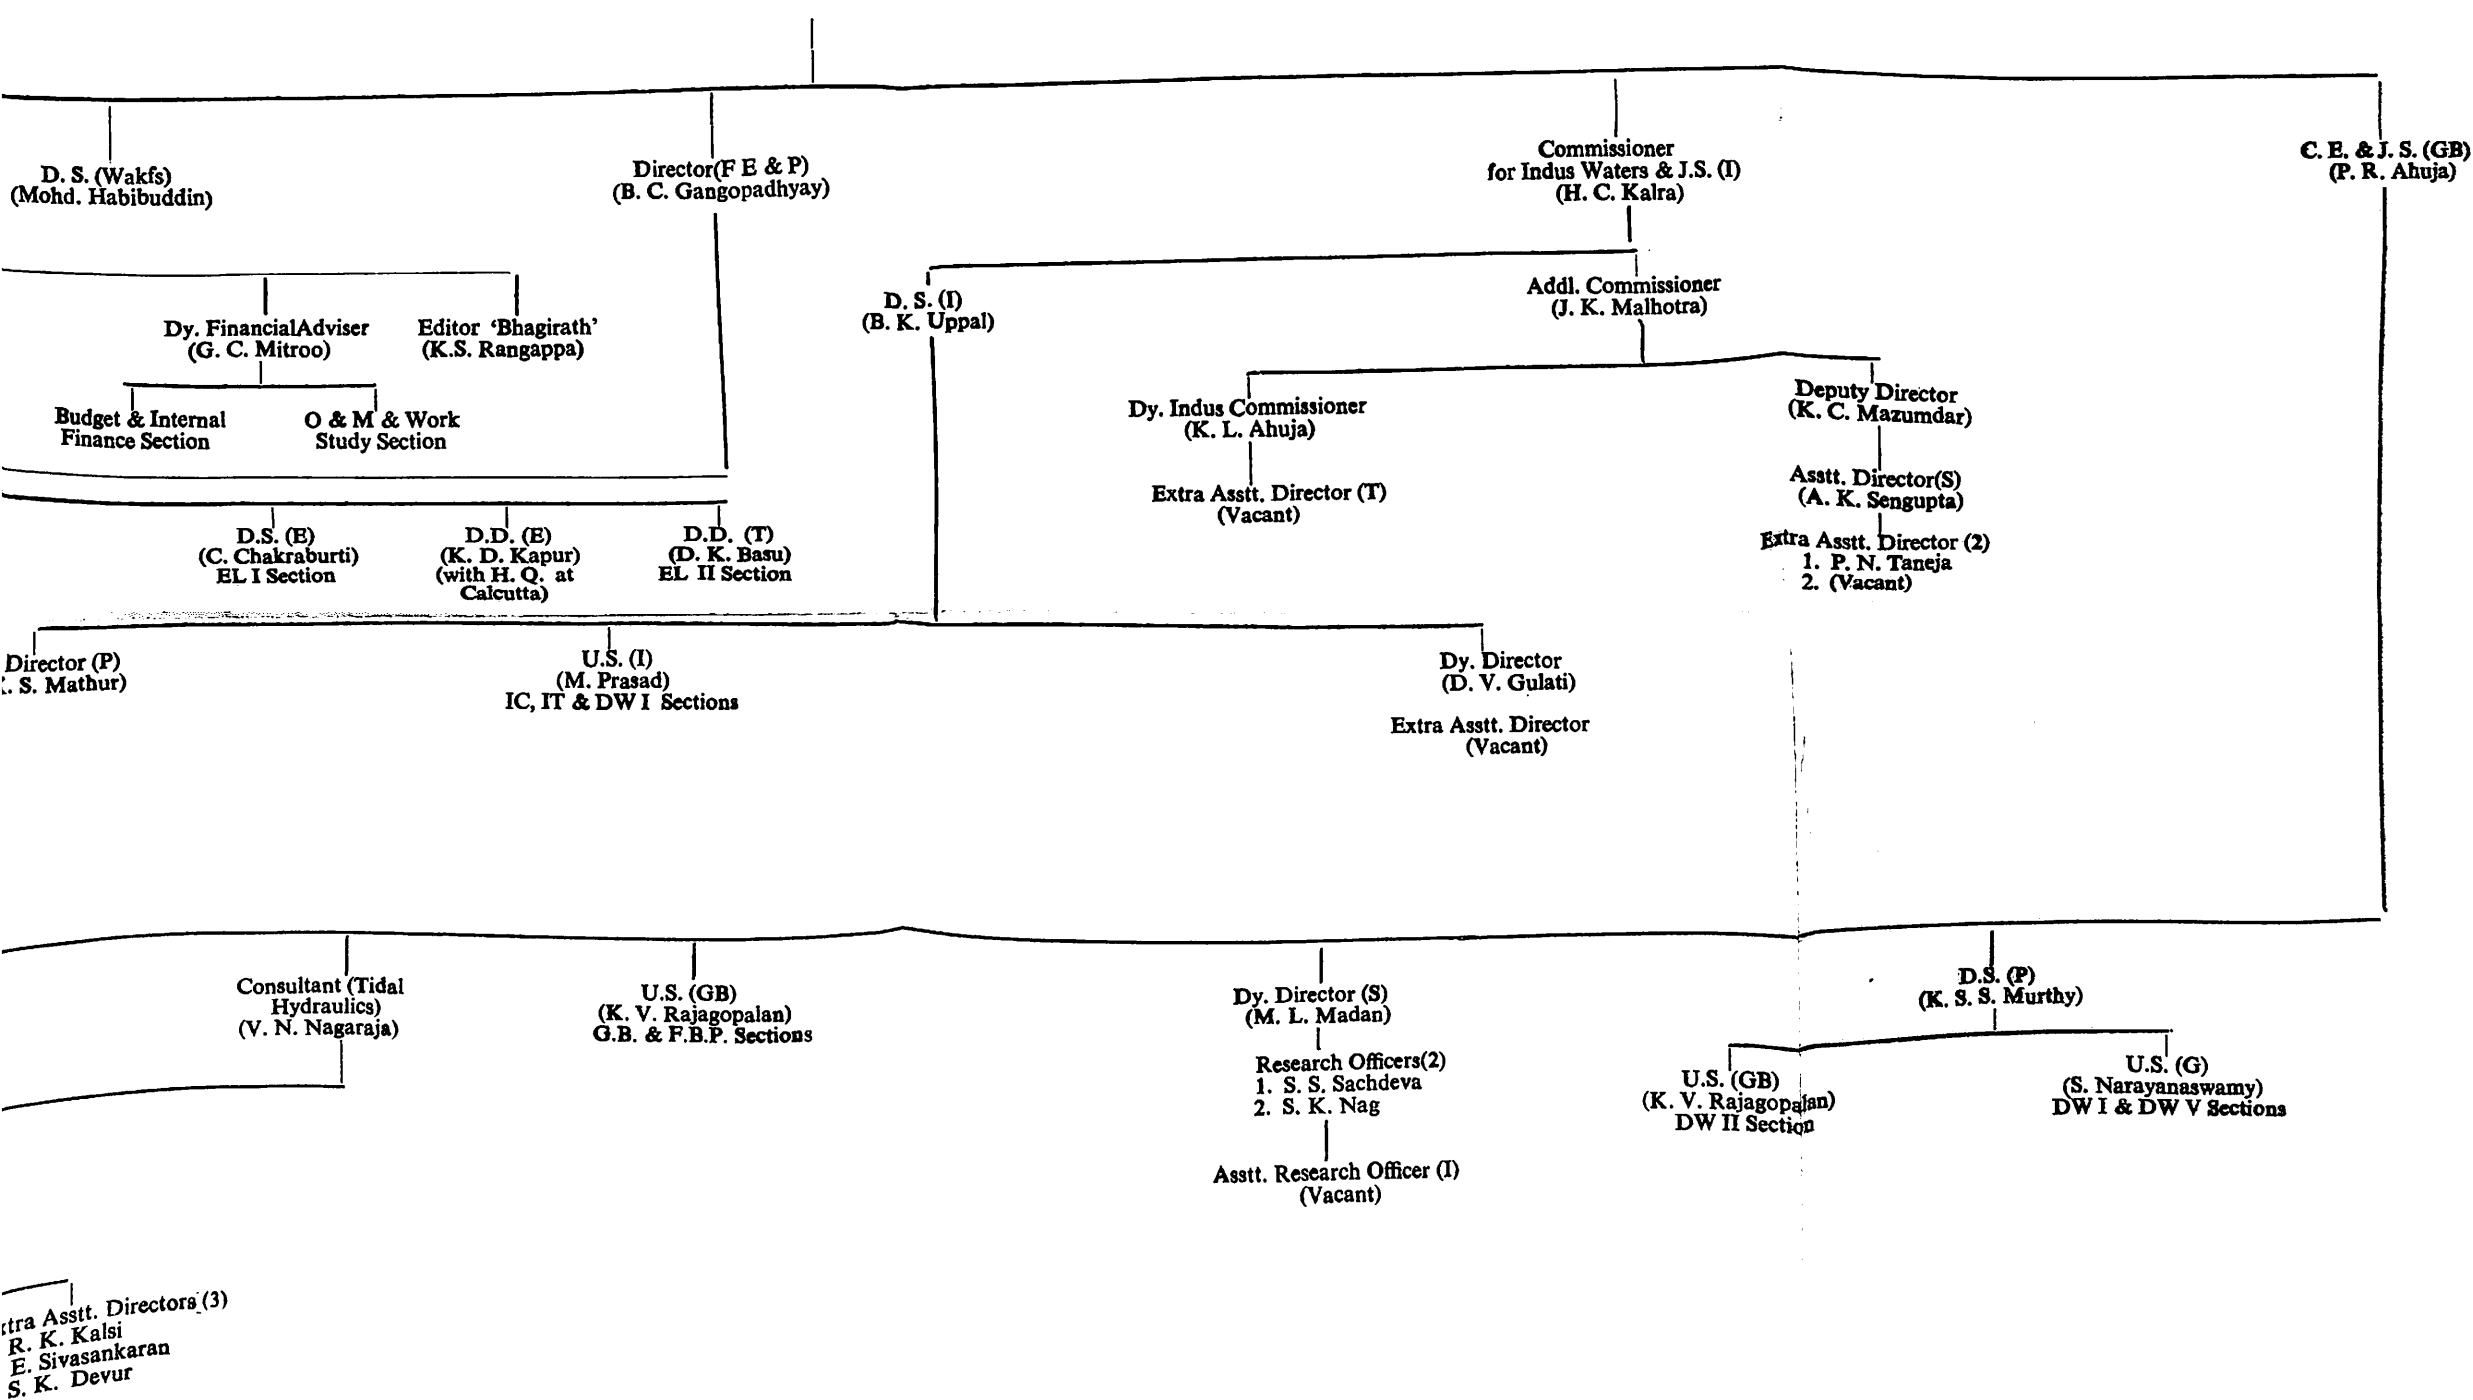 D. S. (Wakfs)
(Mohd. Habibuddin)
Director(F E & P)
(B. C. Gangopadhyay)
Commissioner
for Indus Waters & J.S. (I)
(H. C. Kalra)
C. E. & J. S. (GB)
(P. R. Ahuja)
Dy. FinancialAdviser
(G. C. Mitroo)
Editor ‘Bhagirath’
(K.S. Rangappa)
D. S. (I)
(B. K. Uppal)
Addl. Commissioner
(J. K. Malhotra)
Budget & Internal
Finance Section
O & M & Work
Study Section
Dy. Indus Commissioner
(K. L. Ahuja)
Extra Asstt. Director (T)
(Vacant)
Deputy Director
(K. C. Mazumdar)
Asstt. Director(S)
(A. K. Sengupta)
Extra Asstt. Director (2)
1. P. N. Taneja
2. (Vacant)
D.S. (E)
(C. Chakraburti)
EL I Section
D.D. (E)
(K. D. Kapur)
(with H. Q. at
Calcutta)
D.D. (T)
(D. K. Basu)
EL II Section
Director (P)
. S. Mathur)
U.S. (I)
(M. Prasad)
IC, IT & DW I Sections
Dy. Director
(D. V. Gulati)
Extra Asstt. Director
(Vacant)
Consultant (Tidal
Hydraulics)
(V. N. Nagaraja)
U.S. (GB)
(K. V. Rajagopalan)
G.B. & F.B.P. Sections
Dy. Director (S)
(M. L. Madan)
Research Officers(2)
1. S. S. Sachdeva
2. S. K. Nag
Asstt. Research Officer (I)
(Vacant)
D.S. (P)
(K. S. S. Murthy)
U.S. (GB)
(K. V. Rajagopalan)
DW II Section
U.S. (G)
(S. Narayanaswamy)
DW I & DW V Sections
tra Asstt. Directors (3)
R. K. Kalsi
E. Sivasankaran
S. K. Devur